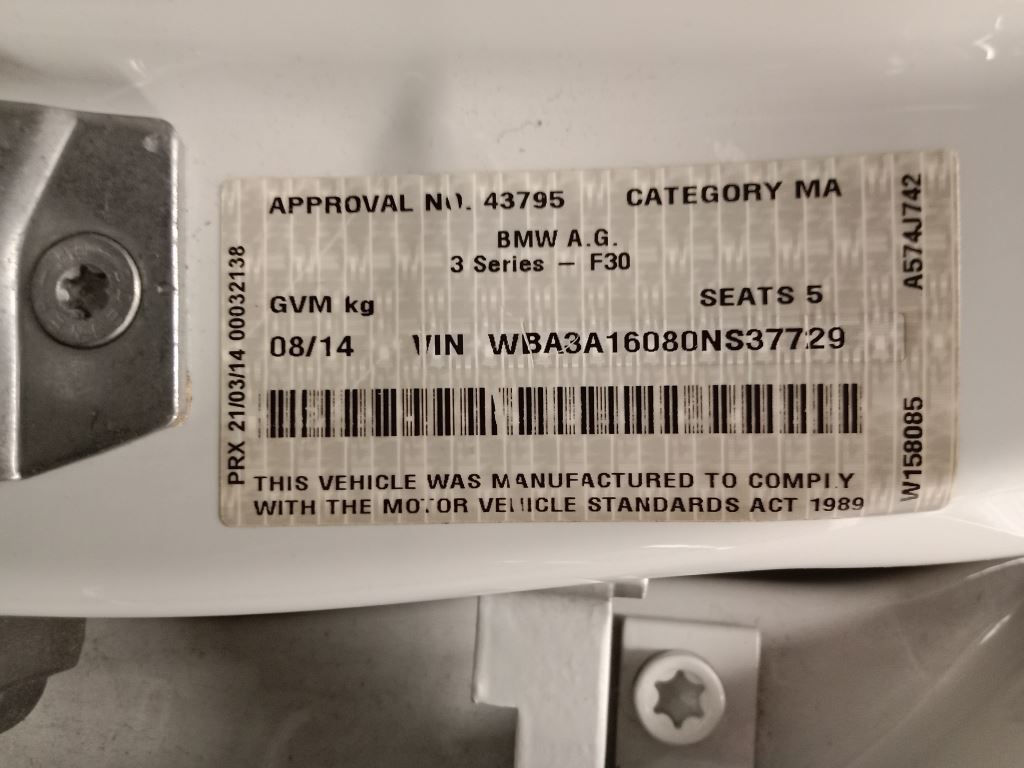 APPROVAL NO. 43795 CATEGORY MA
BMW A.G.
3 Series – F30
GVM kg SEATS 5
08/14 VIN WBA3A16080NS37729
THIS VEHICLE WAS MANUFACTURED TO COMPLY
WITH THE MOTOR VEHICLE STANDARDS ACT 1989
PRX 21/03/14 00032138
A574J742
W158085